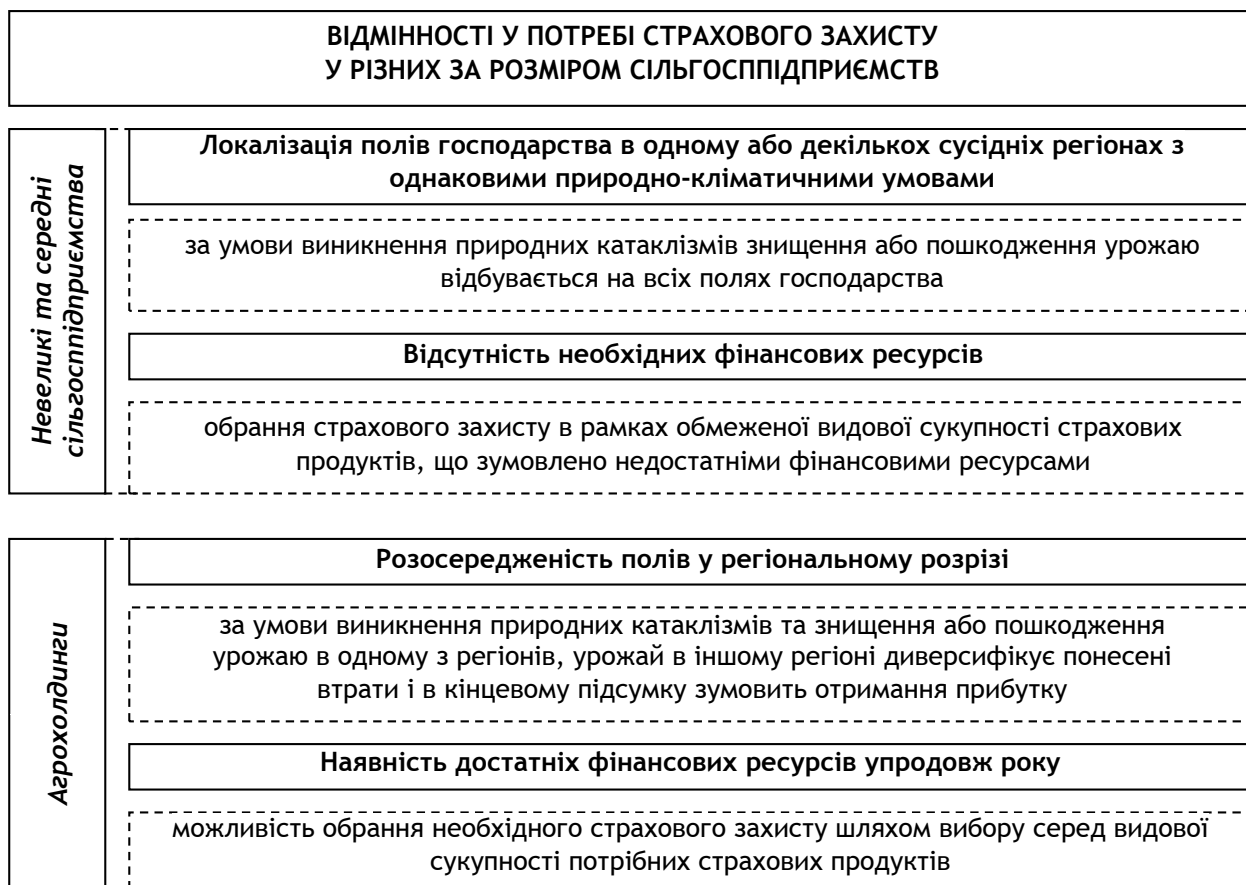 ВІДМІННОСТІ У ПОТРЕБІ СТРАХОВОГО ЗАХИСТУ
У РІЗНИХ ЗА РОЗМІРОМ СІЛЬГОСППІДПРИЄМСТВ
Невеликі та середні
сільгосппідприємства
Локалізація полів господарства в одному або декількох сусідніх регіонах з
однаковими природно-кліматичними умовами
за умови виникнення природних катаклізмів знищення або пошкодження урожаю
відбувається на всіх полях господарства
Відсутність необхідних фінансових ресурсів
обрання страхового захисту в рамках обмеженої видової сукупності страхових
продуктів, що зумовлено недостатніми фінансовими ресурсами
Агрохолдинги
Розосередженість полів у регіональному розрізі
за умови виникнення природних катаклізмів та знищення або пошкодження
урожаю в одному з регіонів, урожай в іншому регіоні диверсифікує понесені
втрати і в кінцевому підсумку зумовить отримання прибутку
Наявність достатніх фінансових ресурсів упродовж року
можливість обрання необхідного страхового захисту шляхом вибору серед видової
сукупності потрібних страхових продуктів